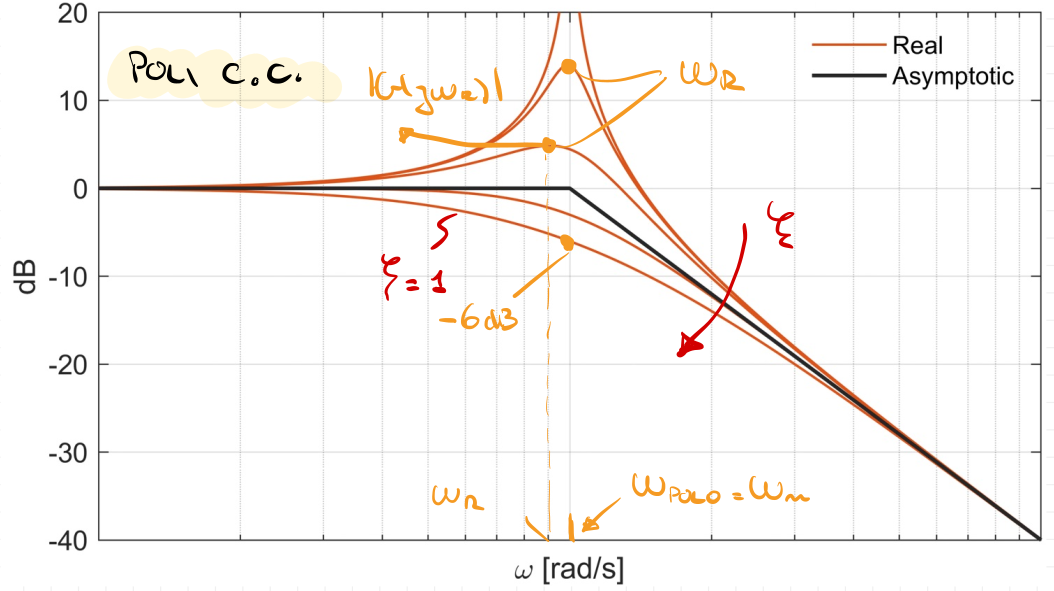 20
10
0
-10
-20
-30
-40
dB
ω [rad/s]
Real
Asymptotic
POLI C.C.
|G(jωR)|
ωR
ξ
ξ=1
-6dB
ωR
ωPOLO = ωn